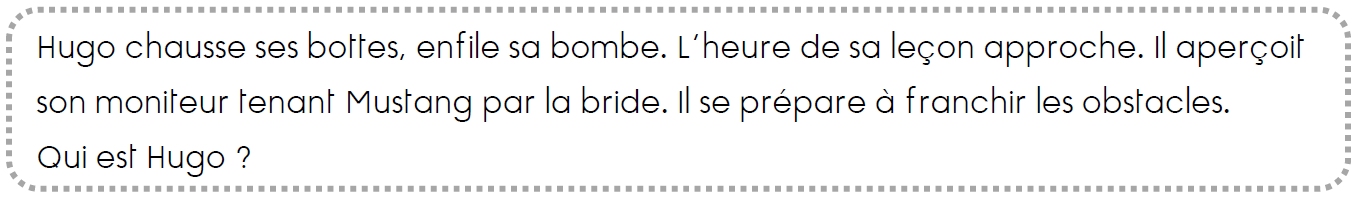 Hugo chausse ses bottes, enfile sa bombe. L'heure de sa leçon approche. Il aperçoit
son moniteur tenant Mustang par la bride. Il se prépare à franchir les obstacles.
Qui est Hugo ?